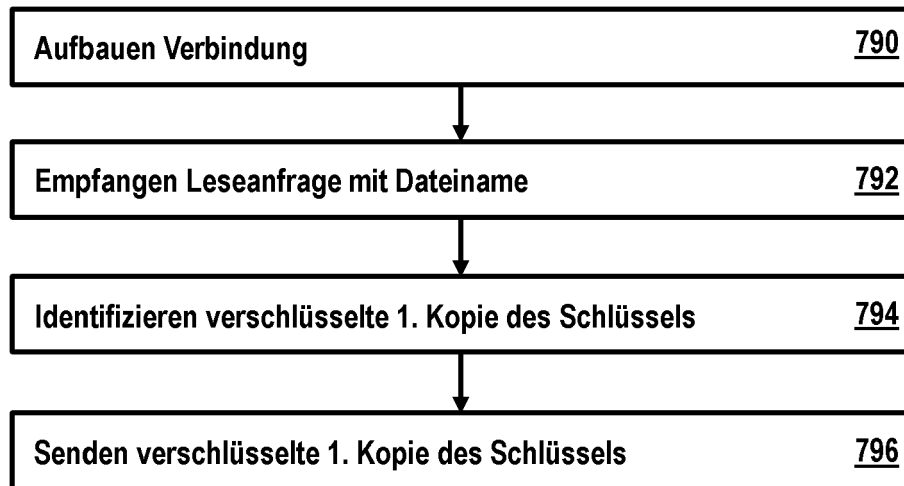 Aufbauen Verbindung 790
Empfangen Leseanfrage mit Dateiname 792
Identifizieren verschlüsselte 1. Kopie des Schlüssels 794
Senden verschlüsselte 1. Kopie des Schlüssels 796